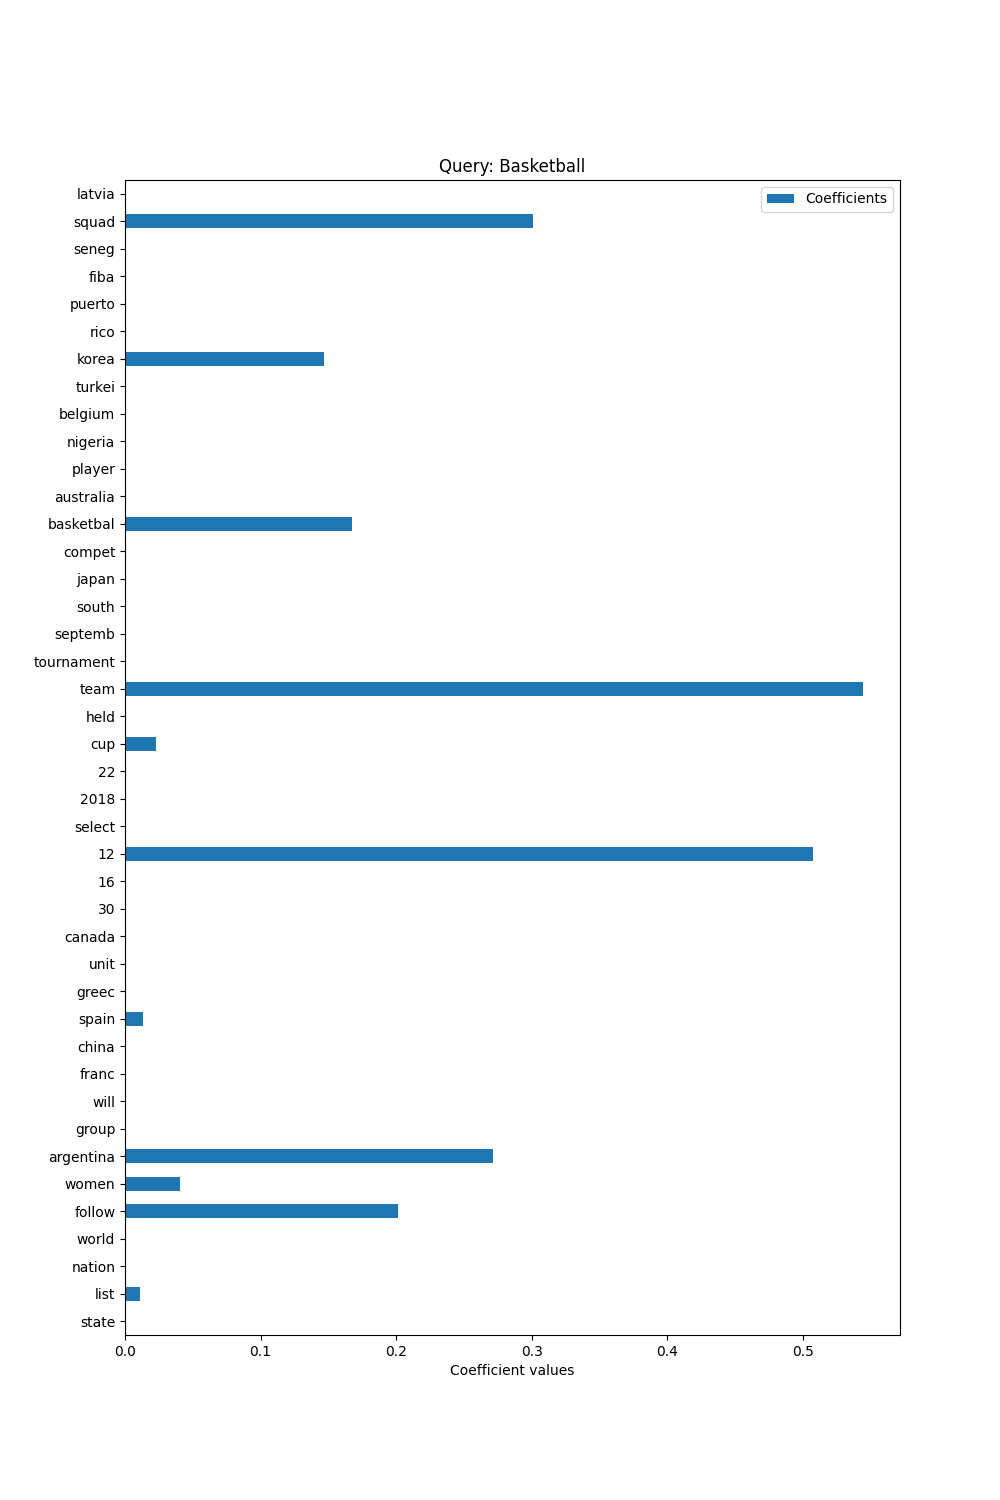 Query: Basketball
Coefficients
latvia
squad
seneg
fiba
puerto
rico
korea
turkei
belgium
nigeria
player
australia
basketbal
compet
japan
south
septemb
tournament
team
held
cup
22
2018
select
12
16
30
canada
unit
greec
spain
china
franc
will
group
argentina
women
follow
world
nation
list
state
0.0 0.1 0.2 0.3 0.4 0.5
Coefficient values